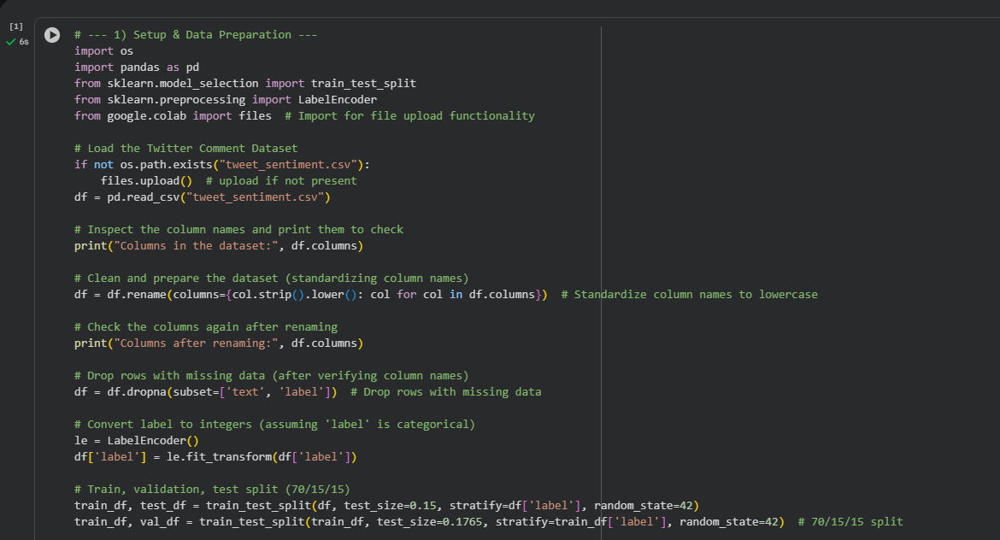 [1]
6s
# --- 1) Setup & Data Preparation ---
import os
import pandas as pd
from sklearn.model_selection import train_test_split
from sklearn.preprocessing import LabelEncoder
from google.colab import files  # Import for file upload functionality

# Load the Twitter Comment Dataset
if not os.path.exists("tweet_sentiment.csv"):
    files.upload()  # upload if not present
df = pd.read_csv("tweet_sentiment.csv")

# Inspect the column names and print them to check
print("Columns in the dataset:", df.columns)

# Clean and prepare the dataset (standardizing column names)
df = df.rename(columns={col.strip().lower(): col for col in df.columns})  # Standardize column names to lowercase

# Check the columns again after renaming
print("Columns after renaming:", df.columns)

# Drop rows with missing data (after verifying column names)
df = df.dropna(subset=['text', 'label'])  # Drop rows with missing data

# Convert label to integers (assuming 'label' is categorical)
le = LabelEncoder()
df['label'] = le.fit_transform(df['label'])

# Train, validation, test split (70/15/15)
train_df, test_df = train_test_split(df, test_size=0.15, stratify=df['label'], random_state=42)
train_df, val_df = train_test_split(train_df, test_size=0.1765, stratify=train_df['label'], random_state=42)  # 70/15/15 split